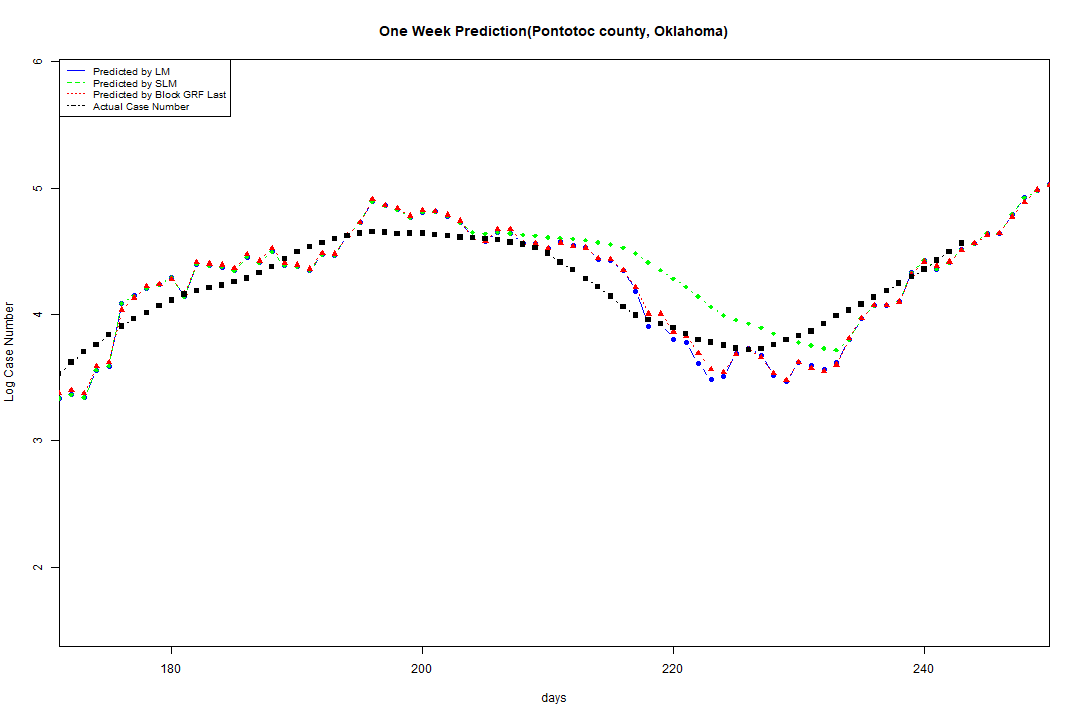 One Week Prediction(Pontotoc county, Oklahoma)
Predicted by LM
Predicted by SLM
Predicted by Block GRF Last
Actual Case Number
6
5
4
3
2
Log Case Number
180 200 220 240
days